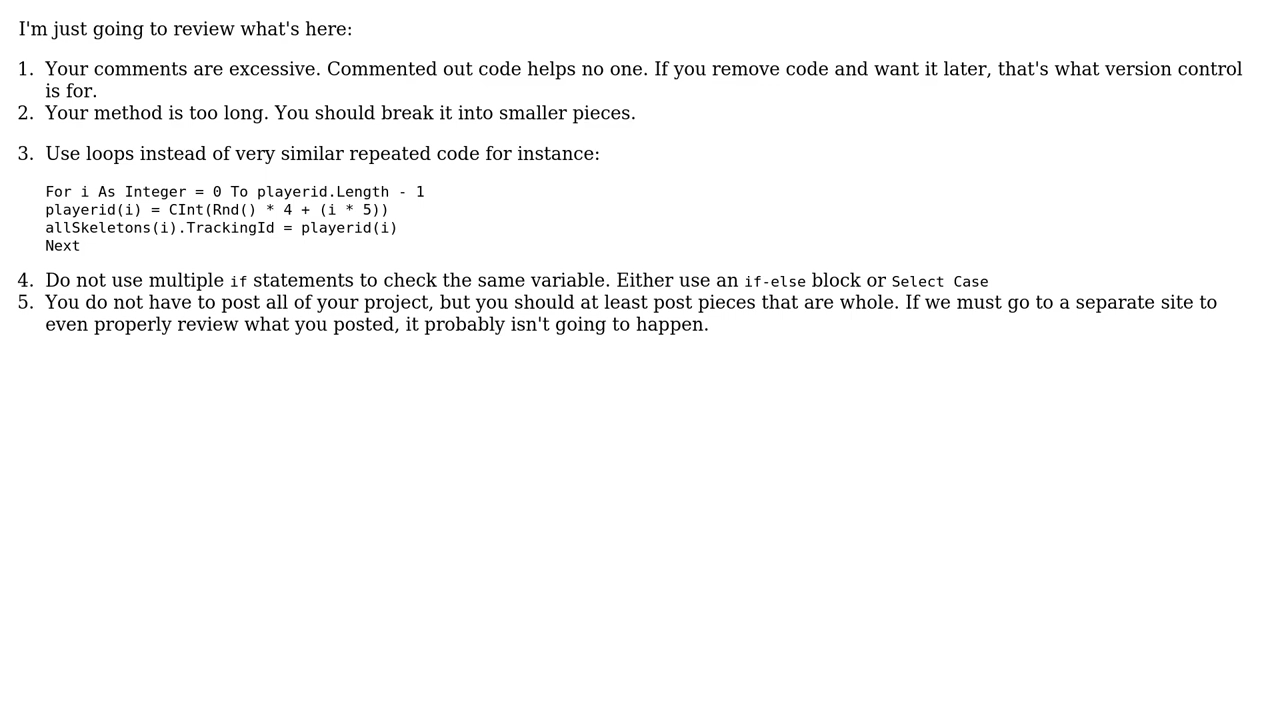 I'm just going to review what's here:
1. Your comments are excessive. Commented out code helps no one. If you remove code and want it later, that's what version control
is for.
2. Your method is too long. You should break it into smaller pieces.
3. Use loops instead of very similar repeated code for instance:
For i As Integer = 0 To playerid.Length - 1
playerid(i) = CInt(Rnd() * 4 + (i * 5))
allSkeletons(i).TrackingId = playerid(i)
Next
4. Do not use multiple if statements to check the same variable. Either use an if-else block or Select Case
5. You do not have to post all of your project, but you should at least post pieces that are whole. If we must go to a separate site to
even properly review what you posted, it probably isn't going to happen.